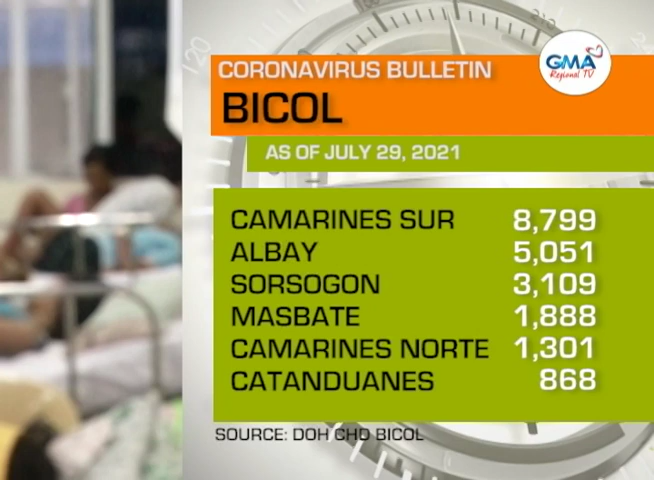 CORONAVIRUS BULLETIN
GMA
Regional TV
BICOL
AS OF JULY 29, 2021
CAMARINES SUR 8,799
ALBAY 5,051
SORSOGON 3,109
MASBATE 1,888
CAMARINES NORTE 1,301
CATANDUANES 868
SOURCE: DOH CHD BICOL
120